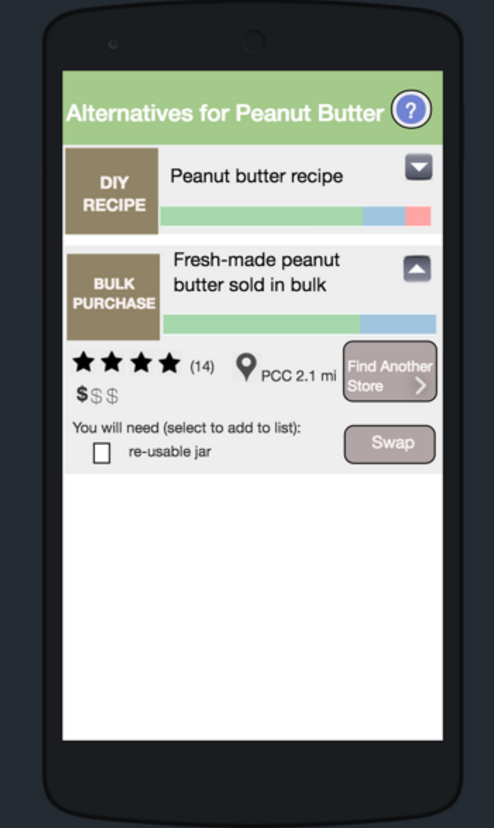 Alternatives for Peanut Butter ?
DIY
RECIPE
Peanut butter recipe
BULK
PURCHASE
Fresh-made peanut
butter sold in bulk
(14)
PCC 2.1 mi
Find Another
Store
$$$
You will need (select to add to list):
re-usable jar
Swap